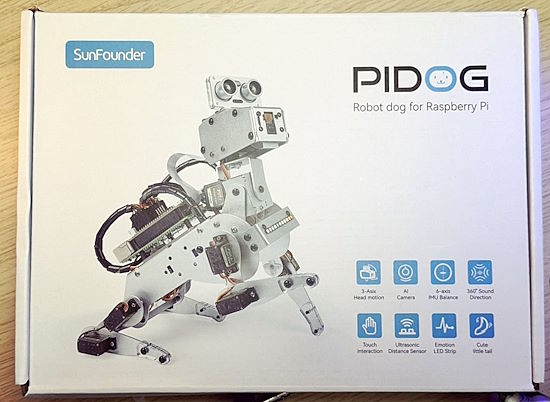 SunFounder
PIDOG
Robot dog for Raspberry Pi
3-Asix
Head motion
AI
Camera
6-axis
IMU Balance
360° Sound
Direction
Touch
interaction
Ultrasonic
Distance Sensor
Emotion
LED Strip
Cute
little tail